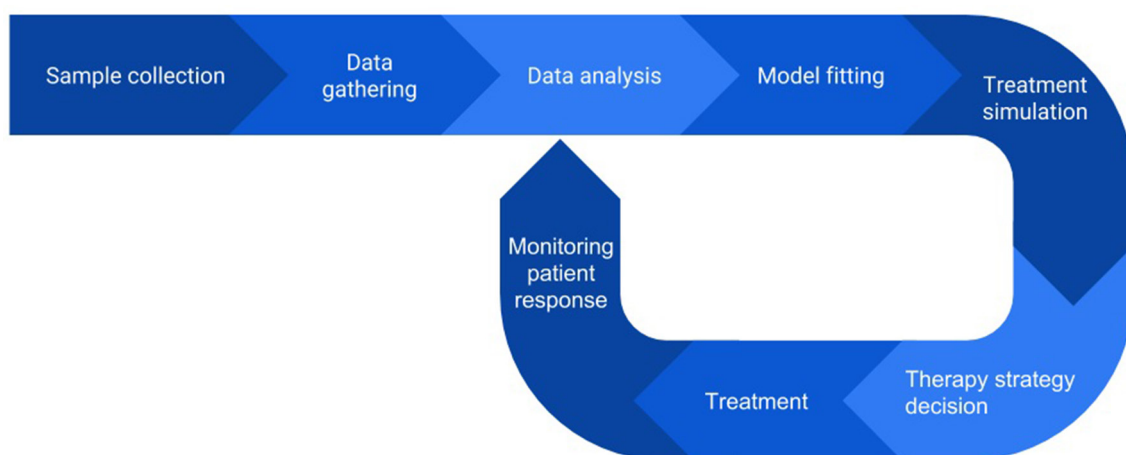 Sample collection
Data
gathering
Data analysis
Model fitting
Treatment
simulation
Therapy strategy
decision
Treatment
Monitoring
patient
response